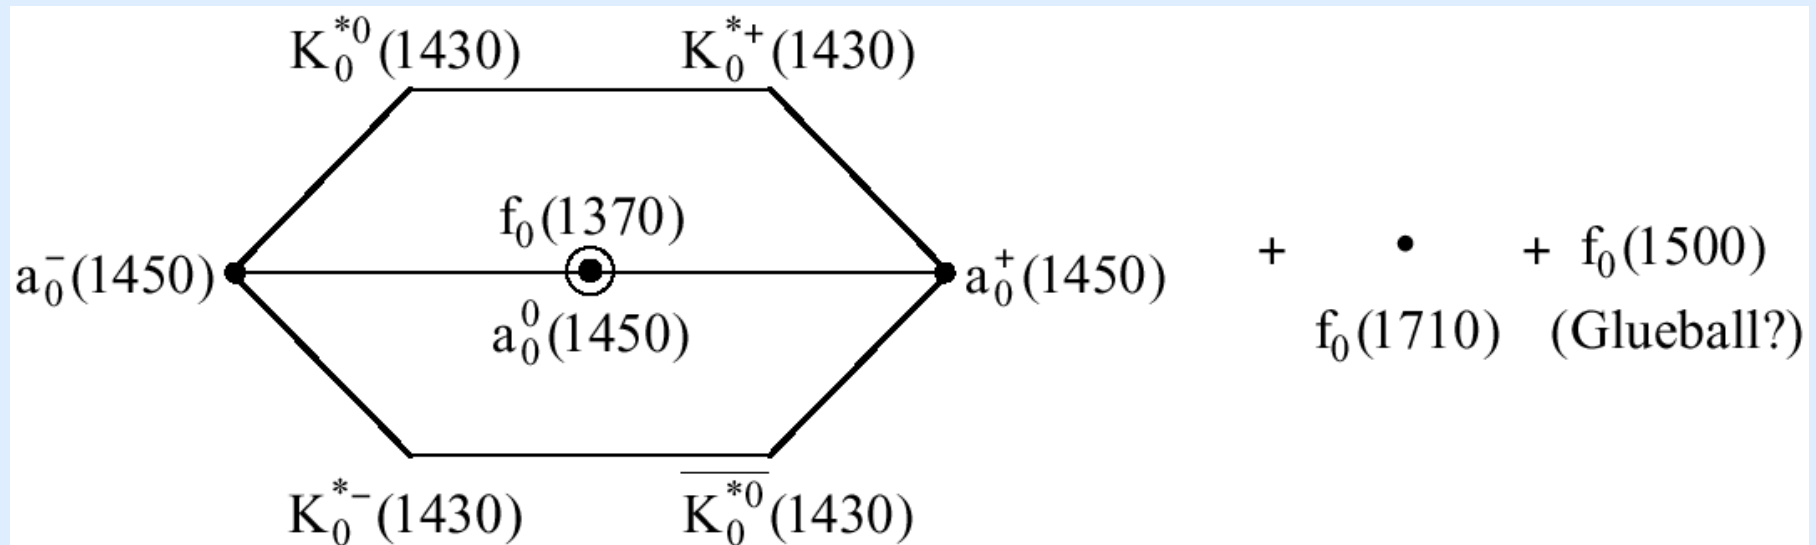 K₀*⁰(1430) K₀*⁺(1430)
f₀(1370)
a₀⁻(1450) a₀⁺(1450) + • + f₀(1500)
a₀⁰(1450) f₀(1710) (Glueball?)
K₀*⁻(1430) K̅₀*⁰(1430)